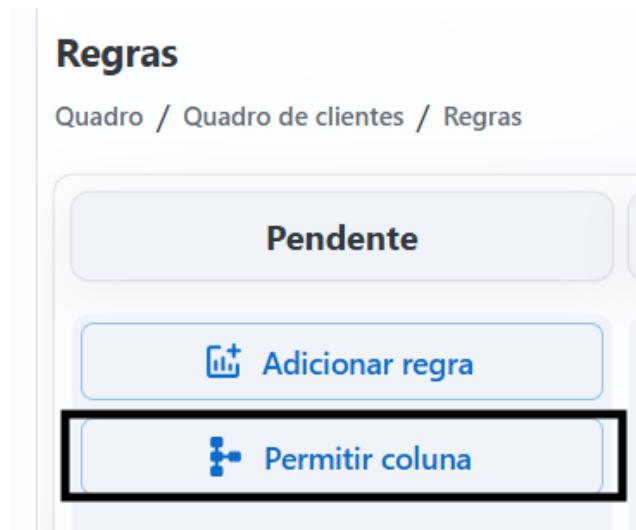 Regras
Quadro / Quadro de clientes / Regras
Pendente
Adicionar regra
Permitir coluna